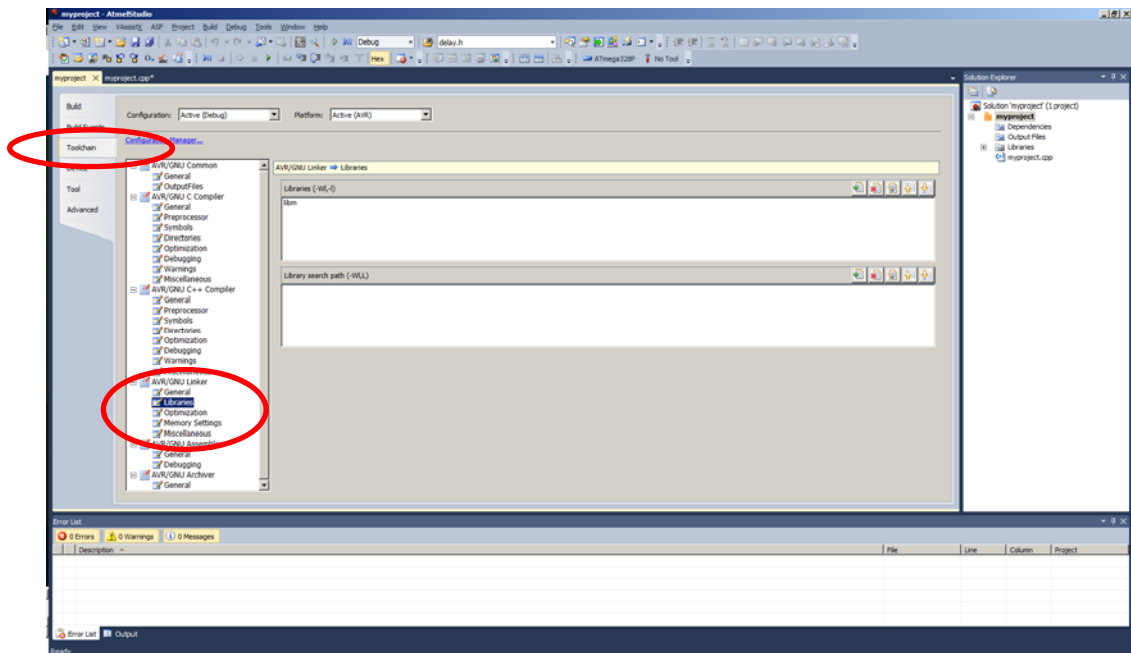 myproject - AtmelStudio
File Edit View VAssistX ASF Project Build Debug Tools Window Help
Debug delay.h
Hex ATmega328P No Tool
myproject myproject.cpp*
Solution Explorer
Build
Build Events
Toolchain
Device
Tool
Advanced
Configuration: Active (Debug) Platform: Active (AVR)
Configuration Manager...
AVR/GNU Common
General
OutputFiles
AVR/GNU C Compiler
General
Preprocessor
Symbols
Directories
Optimization
Debugging
Warnings
Miscellaneous
AVR/GNU C++ Compiler
General
Preprocessor
Symbols
Directories
Optimization
Debugging
Warnings
Miscellaneous
AVR/GNU Linker
General
Libraries
Optimization
Memory Settings
Miscellaneous
AVR/GNU Assembler
General
Debugging
AVR/GNU Archiver
General
AVR/GNU Linker ⇒ Libraries
Libraries (-Wl,-l)
libm
Library search path (-Wl,L)
Solution 'myproject' (1 project)
myproject
Dependencies
Output Files
Libraries
myproject.cpp
Error List
0 Errors 0 Warnings 0 Messages
Description File Line Column Project
Error List Output
Ready